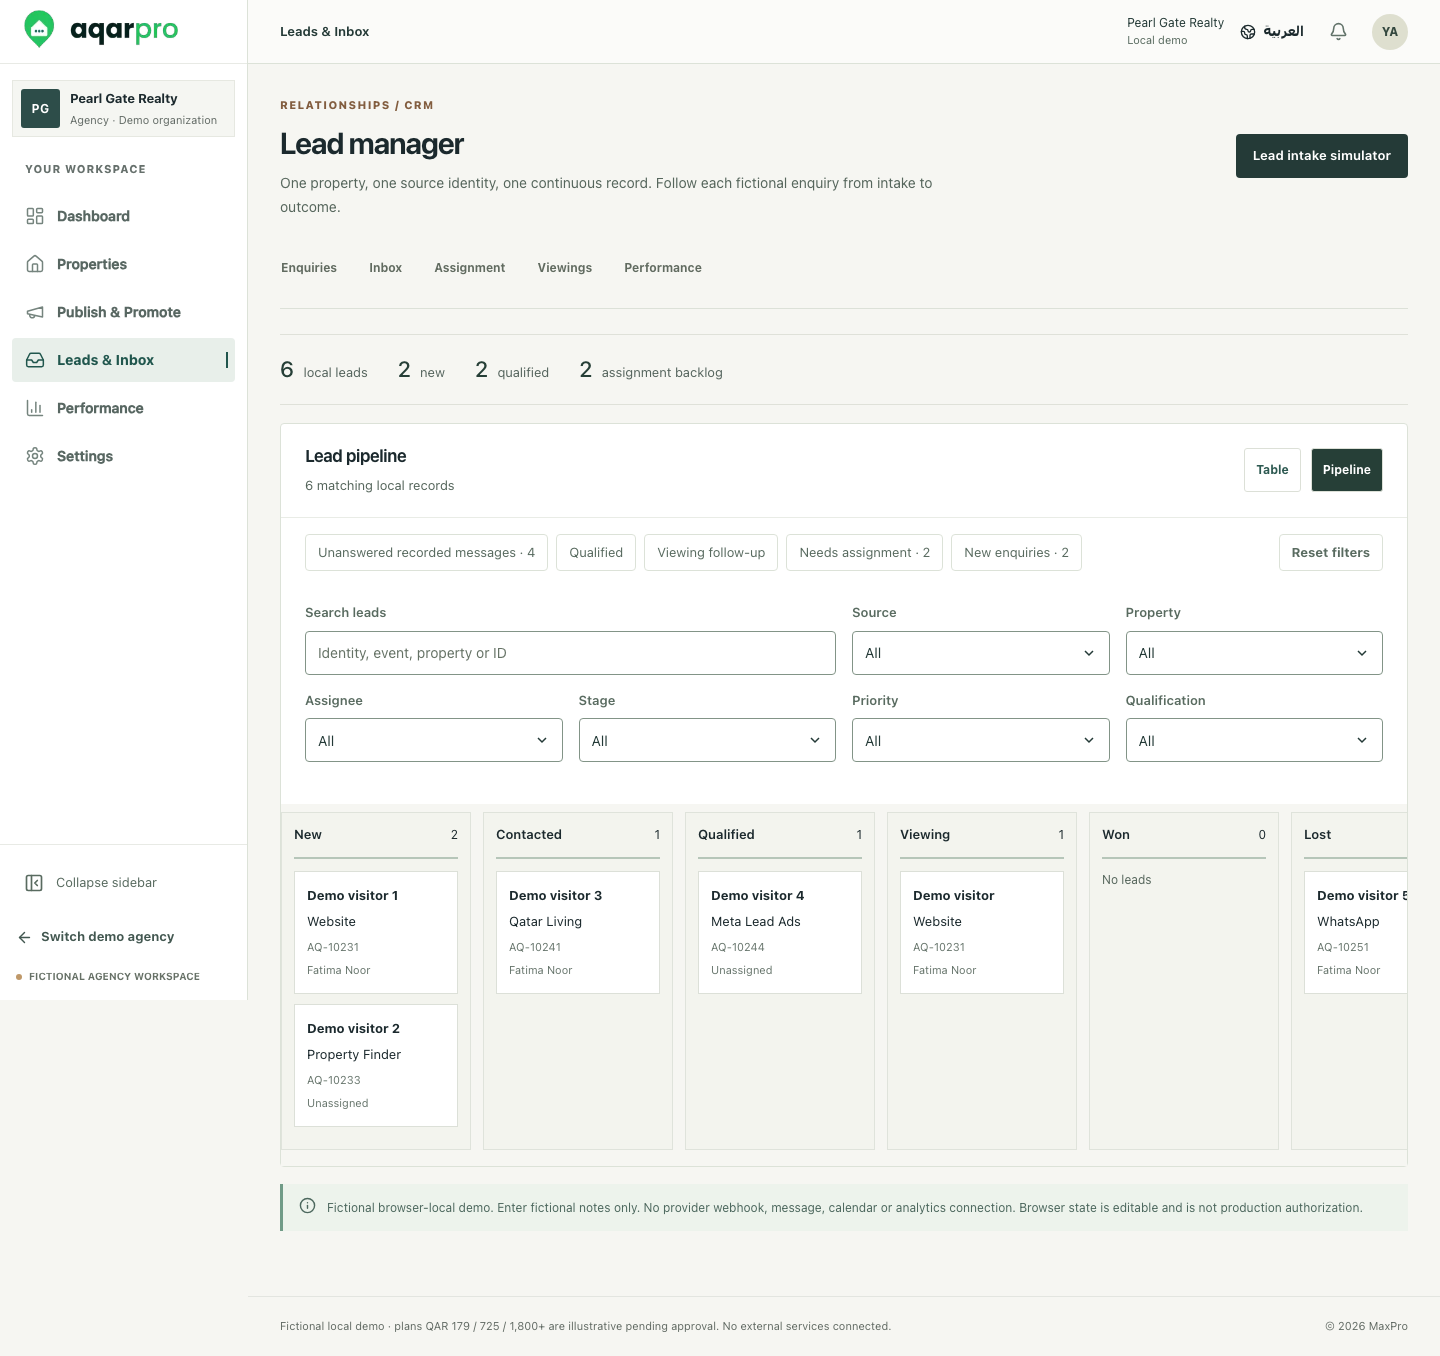 aqarpro
Leads & Inbox
Pearl Gate Realty
Local demo
العربية
YA
PG
Pearl Gate Realty
Agency · Demo organization
YOUR WORKSPACE
Dashboard
Properties
Publish & Promote
Leads & Inbox
Performance
Settings
Collapse sidebar
Switch demo agency
FICTIONAL AGENCY WORKSPACE
RELATIONSHIPS / CRM
Lead manager
One property, one source identity, one continuous record. Follow each fictional enquiry from intake to
outcome.
Lead intake simulator
Enquiries Inbox Assignment Viewings Performance
6 local leads 2 new 2 qualified 2 assignment backlog
Lead pipeline
6 matching local records
Table Pipeline
Unanswered recorded messages · 4 Qualified Viewing follow-up Needs assignment · 2 New enquiries · 2 Reset filters
Search leads Source Property
Identity, event, property or ID All All
Assignee Stage Priority Qualification
All All All All
New 2
Demo visitor 1
Website
AQ-10231
Fatima Noor
Demo visitor 2
Property Finder
AQ-10233
Unassigned
Contacted 1
Demo visitor 3
Qatar Living
AQ-10241
Fatima Noor
Qualified 1
Demo visitor 4
Meta Lead Ads
AQ-10244
Unassigned
Viewing 1
Demo visitor
Website
AQ-10231
Fatima Noor
Won 0
No leads
Lost
Demo visitor 5
WhatsApp
AQ-10251
Fatima Noor
Fictional browser-local demo. Enter fictional notes only. No provider webhook, message, calendar or analytics connection. Browser state is editable and is not production authorization.
Fictional local demo · plans QAR 179 / 725 / 1,800+ are illustrative pending approval. No external services connected.
© 2026 MaxPro